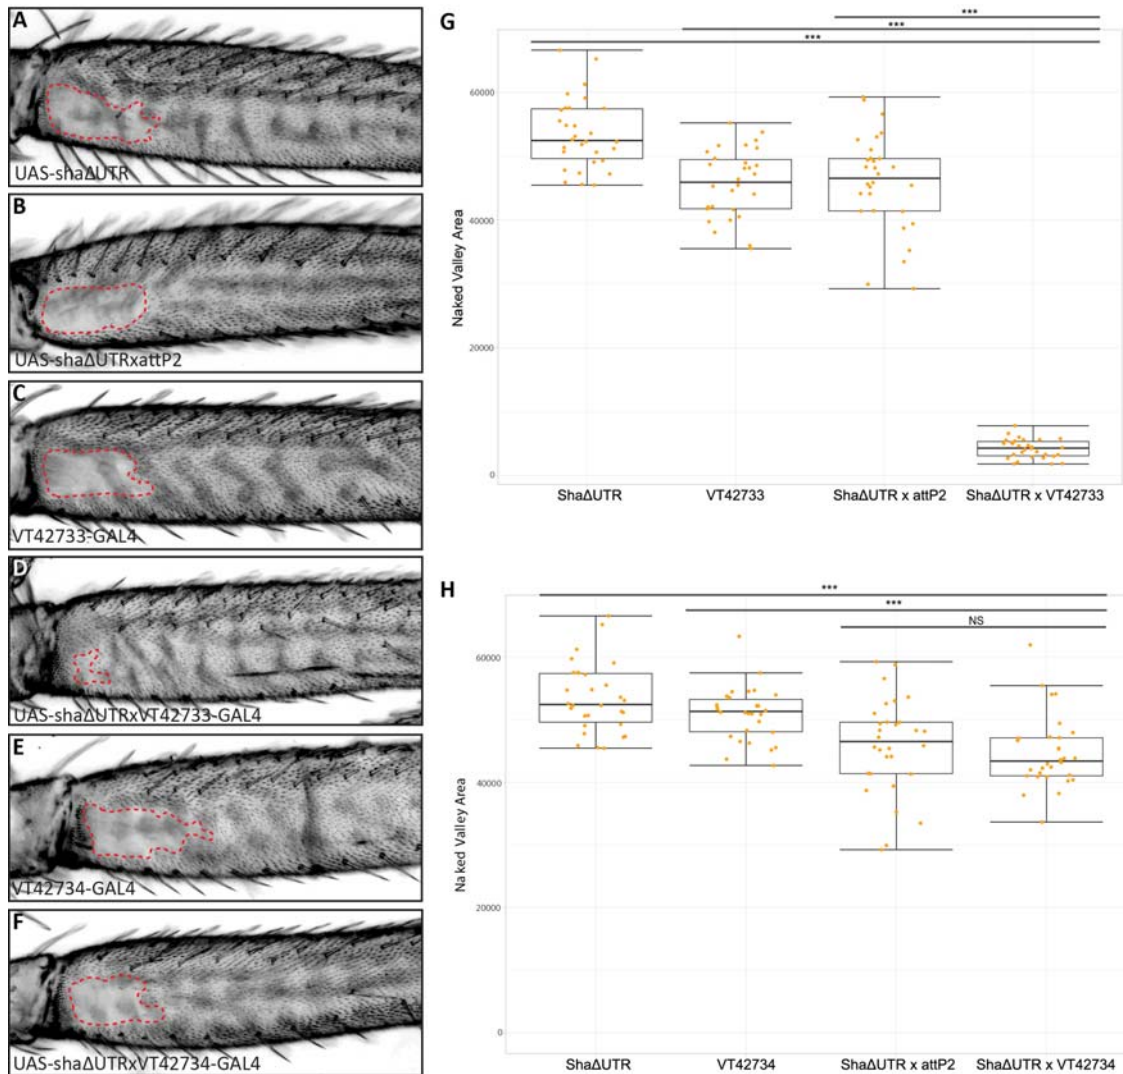 A
UAS-shaΔUTR
B
UAS-shaΔUTRxattP2
C
VT42733-GAL4
D
UAS-shaΔUTRxVT42733-GAL4
E
VT42734-GAL4
F
UAS-shaΔUTRxVT42734-GAL4
G
***
***
***
Naked Valley Area
60000
40000
20000
0
ShaΔUTR VT42733 ShaΔUTR x attP2 ShaΔUTR x VT42733
H
***
***
NS
Naked Valley Area
60000
40000
20000
0
ShaΔUTR VT42734 ShaΔUTR x attP2 ShaΔUTR x VT42734